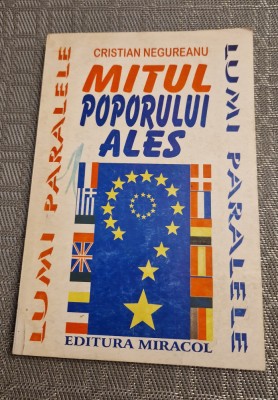 CRISTIAN NEGUREANU
MITUL
POPORULUI
ALES
LUMI PARALELE
LUMI PARALELE
EDITURA MIRACOL